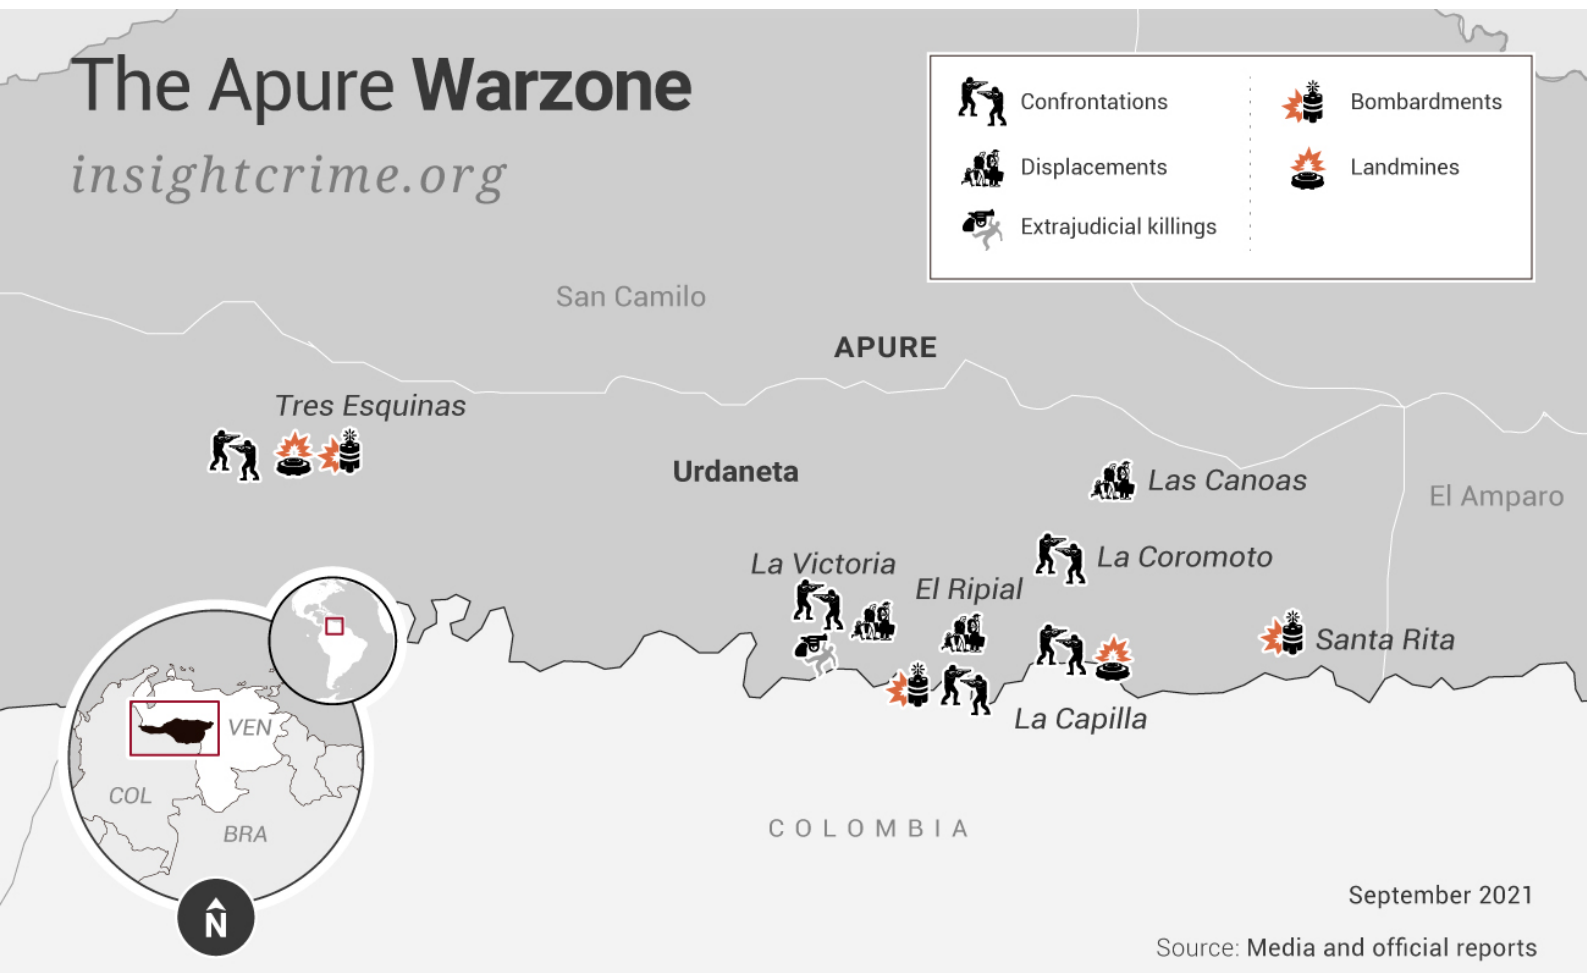 The Apure Warzone
insightcrime.org
Confrontations
Displacements
Extrajudicial killings
Bombardments
Landmines
San Camilo
APURE
Tres Esquinas
Urdaneta
Las Canoas
El Amparo
La Coromoto
La Victoria
El Ripial
Santa Rita
La Capilla
VEN
COL
BRA
COLOMBIA
N
September 2021
Source: Media and official reports